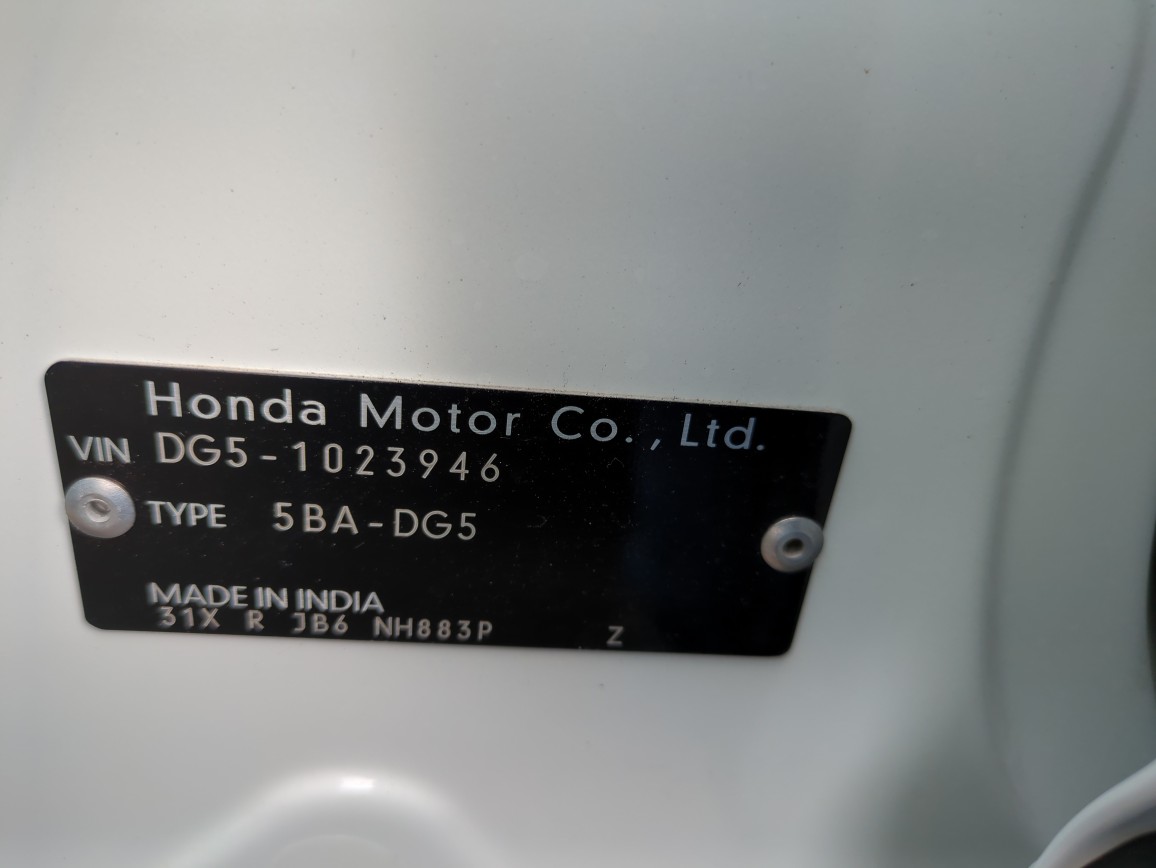 Honda Motor Co., Ltd.
VIN DG5-1023946
TYPE 5BA-DG5
MADE IN INDIA
31X R JB6 NH883P Z